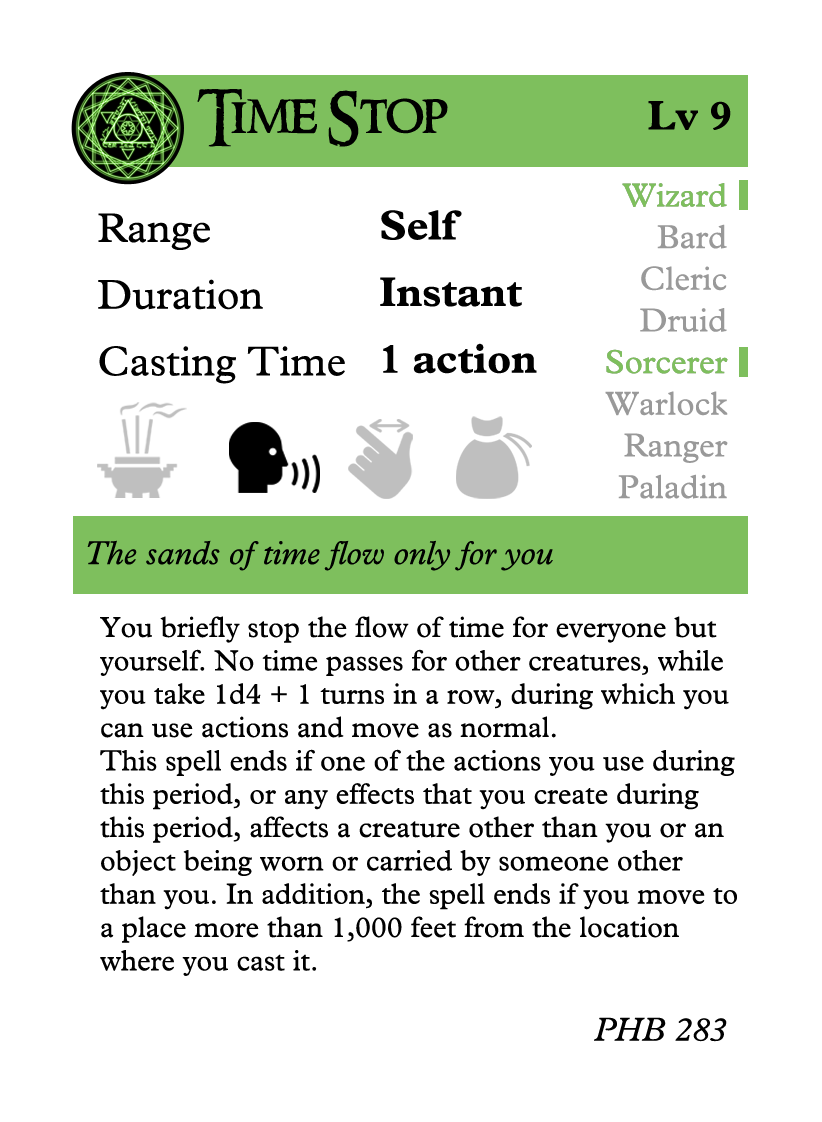 Time Stop Lv 9
Range Self
Duration Instant
Casting Time 1 action
Wizard
Bard
Cleric
Druid
Sorcerer
Warlock
Ranger
Paladin
The sands of time flow only for you
You briefly stop the flow of time for everyone but
yourself. No time passes for other creatures, while
you take 1d4 + 1 turns in a row, during which you
can use actions and move as normal.
This spell ends if one of the actions you use during
this period, or any effects that you create during
this period, affects a creature other than you or an
object being worn or carried by someone other
than you. In addition, the spell ends if you move to
a place more than 1,000 feet from the location
where you cast it.
PHB 283